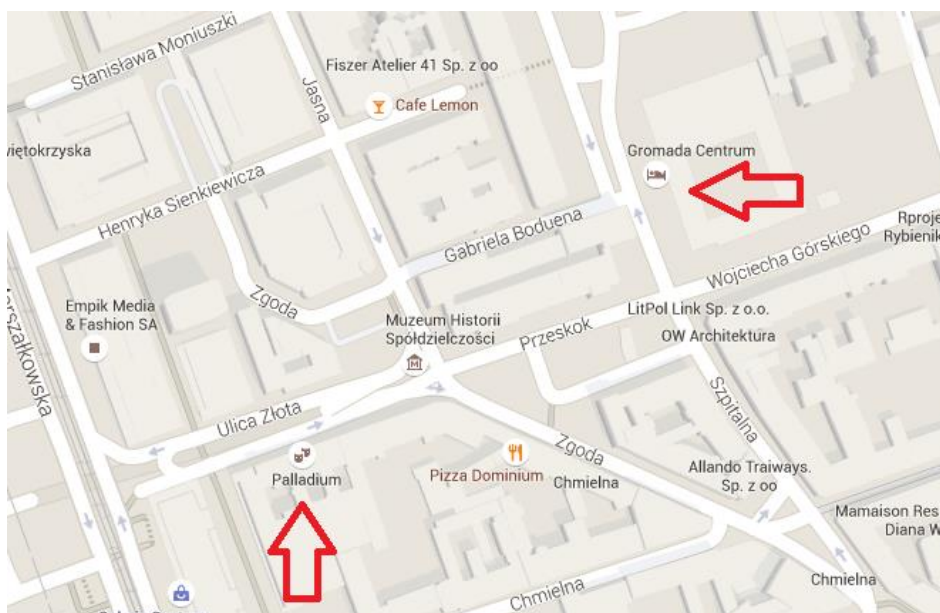 Stanisława Moniuszki
Fiszer Atelier 41 Sp. z oo
Jasna
Cafe Lemon
więtokrzyska
Gromada Centrum
Henryka Sienkiewicza
Gabriela Boduena
Rproje
Rybienik
Wojciecha Górskiego
Zgoda
Empik Media
& Fashion SA
Marszałkowska
Muzeum Historii
Spółdzielczości
M
Przeskok
LitPol Link Sp. z o.o.
OW Architektura
Szpitalna
Ulica Złota
Zgoda
Palladium
Pizza Dominium
Chmielna
Allando Traiways.
Sp. z oo
Mamaison Res
Diana W
Chmielna
Chmielna